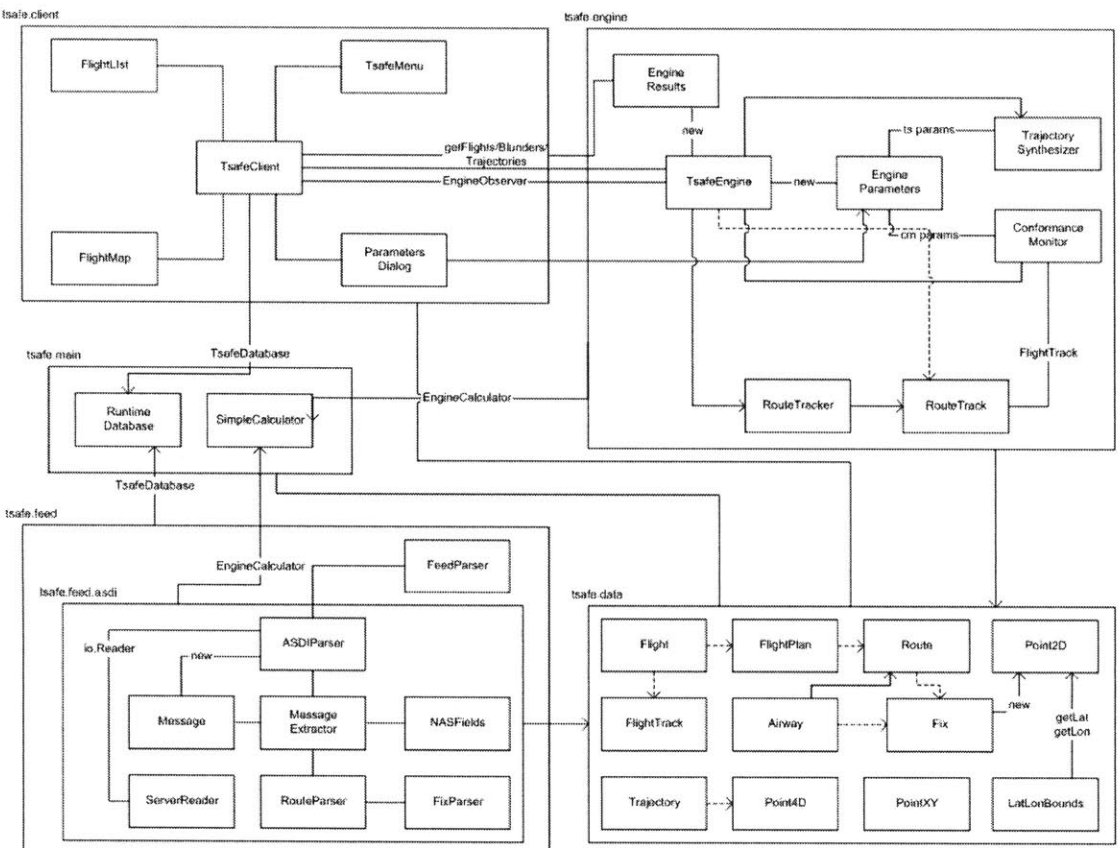 tsafe.client
FlightList
TsafeMenu
TsafeClient
getFlights/Blunders/
Trajectories
EngineObserver
FlightMap
Parameters
Dialog
tsafe.engine
Engine
Results
new
ts params
Trajectory
Synthesizer
TsafeEngine
new
Engine
Parameters
cm params
Conformance
Monitor
FlightTrack
RouteTracker
RouteTrack
TsafeDatabase
tsafe.main
Runtime
Database
SimpleCalculator
EngineCalculator
TsafeDatabase
tsafe.feed
EngineCalculator
FeedParser
tsafe.feed.asdi
io.Reader
new
ASDIParser
Message
Message
Extractor
NASFields
ServerReader
RouteParser
FixParser
tsafe.data
Flight
FlightPlan
Route
Point2D
FlightTrack
Airway
Fix
new
getLat
getLon
Trajectory
Point4D
PointXY
LatLonBounds